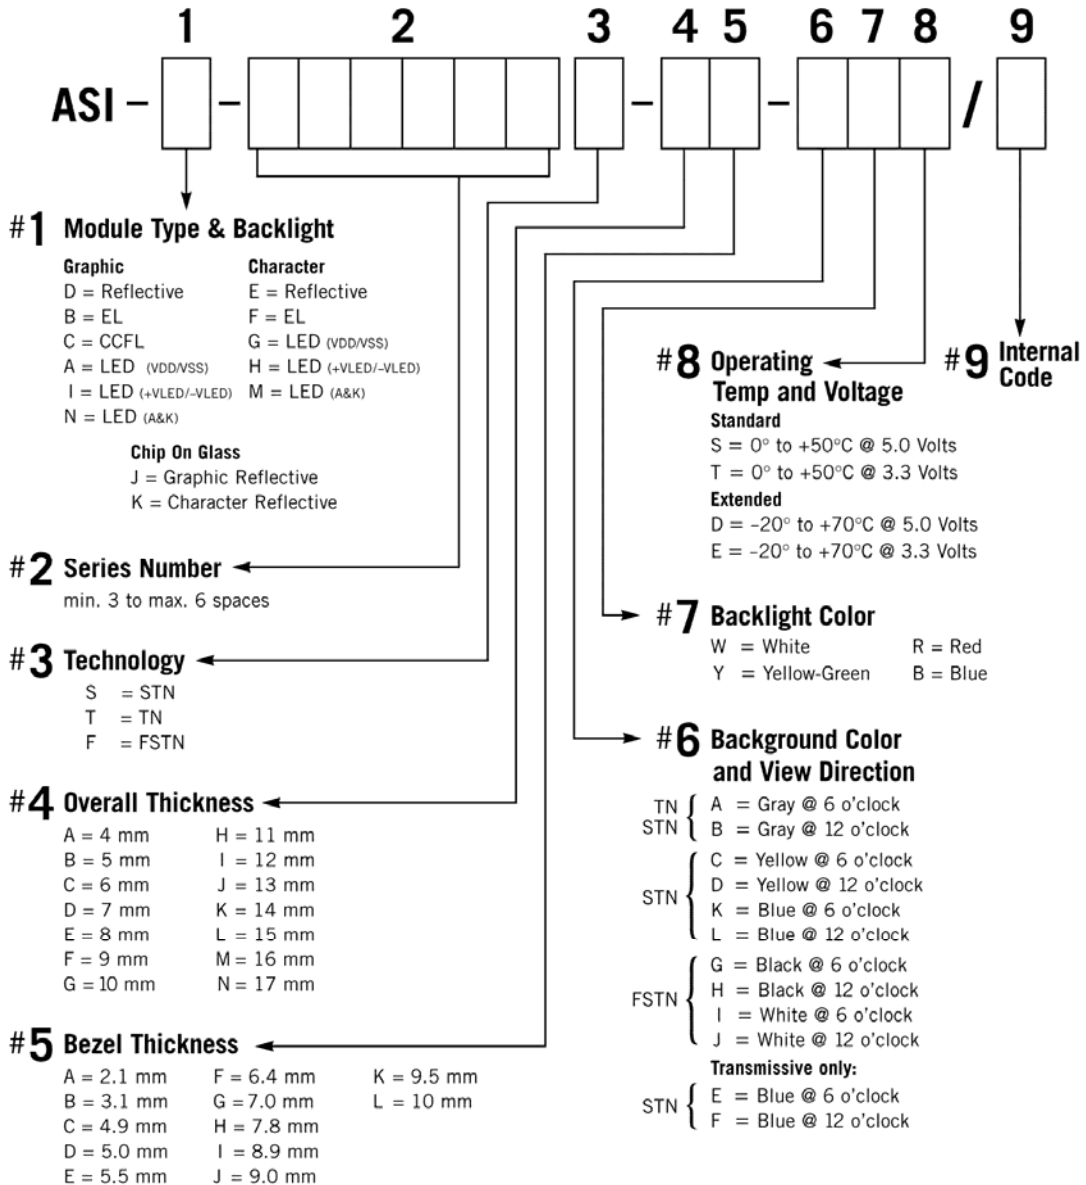 1 2 3 4 5 6 7 8 9
ASI – – – – /
#1 Module Type & Backlight
Graphic Character
D = Reflective E = Reflective
B = EL F = EL
C = CCFL G = LED (VDD/VSS)
A = LED (VDD/VSS) H = LED (+VLED/–VLED)
I = LED (+VLED/–VLED) M = LED (A&K)
N = LED (A&K)
Chip On Glass
J = Graphic Reflective
K = Character Reflective
#2 Series Number
min. 3 to max. 6 spaces
#3 Technology
S = STN
T = TN
F = FSTN
#4 Overall Thickness
A = 4 mm H = 11 mm
B = 5 mm I = 12 mm
C = 6 mm J = 13 mm
D = 7 mm K = 14 mm
E = 8 mm L = 15 mm
F = 9 mm M = 16 mm
G = 10 mm N = 17 mm
#5 Bezel Thickness
A = 2.1 mm F = 6.4 mm K = 9.5 mm
B = 3.1 mm G = 7.0 mm L = 10 mm
C = 4.9 mm H = 7.8 mm
D = 5.0 mm I = 8.9 mm
E = 5.5 mm J = 9.0 mm
#8 Operating
Temp and Voltage
Standard
S = 0° to +50°C @ 5.0 Volts
T = 0° to +50°C @ 3.3 Volts
Extended
D = –20° to +70°C @ 5.0 Volts
E = –20° to +70°C @ 3.3 Volts
#9 Internal
Code
#7 Backlight Color
W = White R = Red
Y = Yellow-Green B = Blue
#6 Background Color
and View Direction
TN A = Gray @ 6 o'clock
STN B = Gray @ 12 o'clock
C = Yellow @ 6 o'clock
D = Yellow @ 12 o'clock
STN
K = Blue @ 6 o'clock
L = Blue @ 12 o'clock
G = Black @ 6 o'clock
H = Black @ 12 o'clock
FSTN
I = White @ 6 o'clock
J = White @ 12 o'clock
Transmissive only:
E = Blue @ 6 o'clock
STN
F = Blue @ 12 o'clock